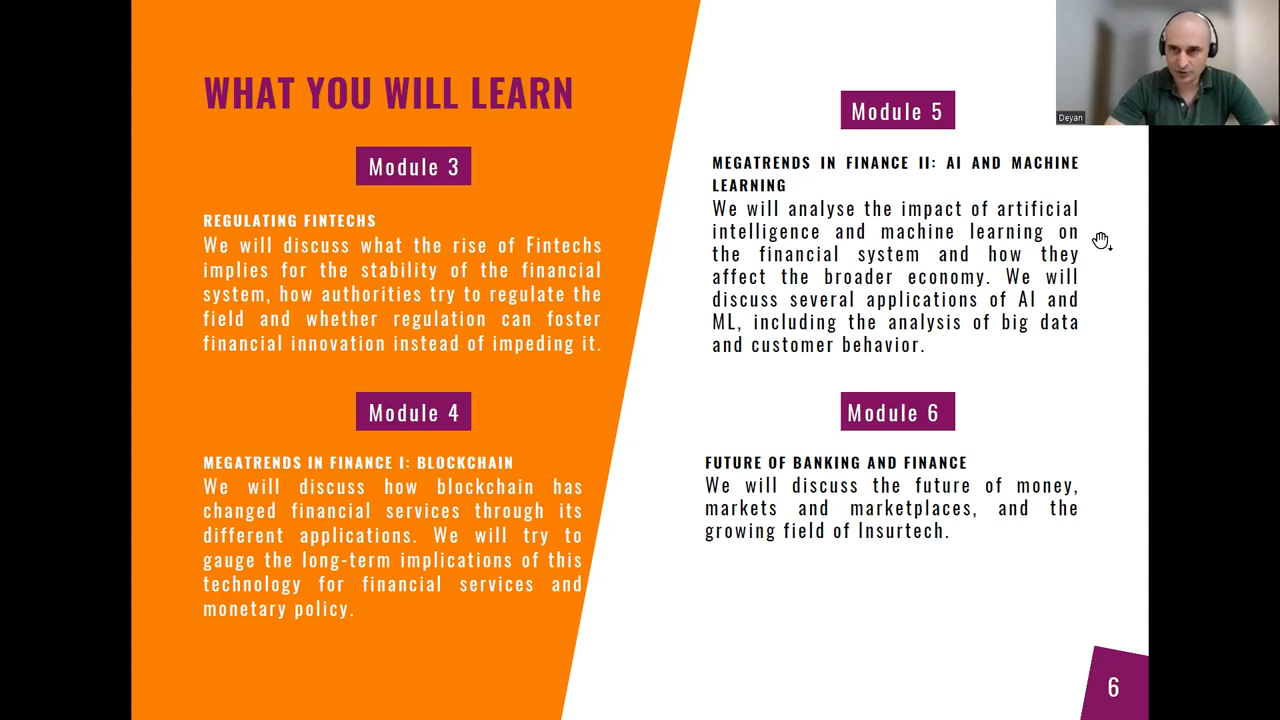 WHAT YOU WILL LEARN
Module 3
REGULATING FINTECHS
We will discuss what the rise of Fintechs
implies for the stability of the financial
system, how authorities try to regulate the
field and whether regulation can foster
financial innovation instead of impeding it.
Module 4
MEGATRENDS IN FINANCE I: BLOCKCHAIN
We will discuss how blockchain has
changed financial services through its
different applications. We will try to
gauge the long-term implications of this
technology for financial services and
monetary policy.
Module 5
MEGATRENDS IN FINANCE II: AI AND MACHINE
LEARNING
We will analyse the impact of artificial
intelligence and machine learning on
the financial system and how they
affect the broader economy. We will
discuss several applications of AI and
ML, including the analysis of big data
and customer behavior.
Module 6
FUTURE OF BANKING AND FINANCE
We will discuss the future of money,
markets and marketplaces, and the
growing field of Insurtech.
6
Deyan